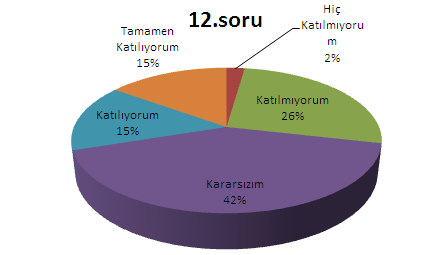 12.soru
Hiç
Katılmıyoru
m
2%
Katılmıyorum
26%
Kararsızım
42%
Katılıyorum
15%
Tamamen
Katılıyorum
15%